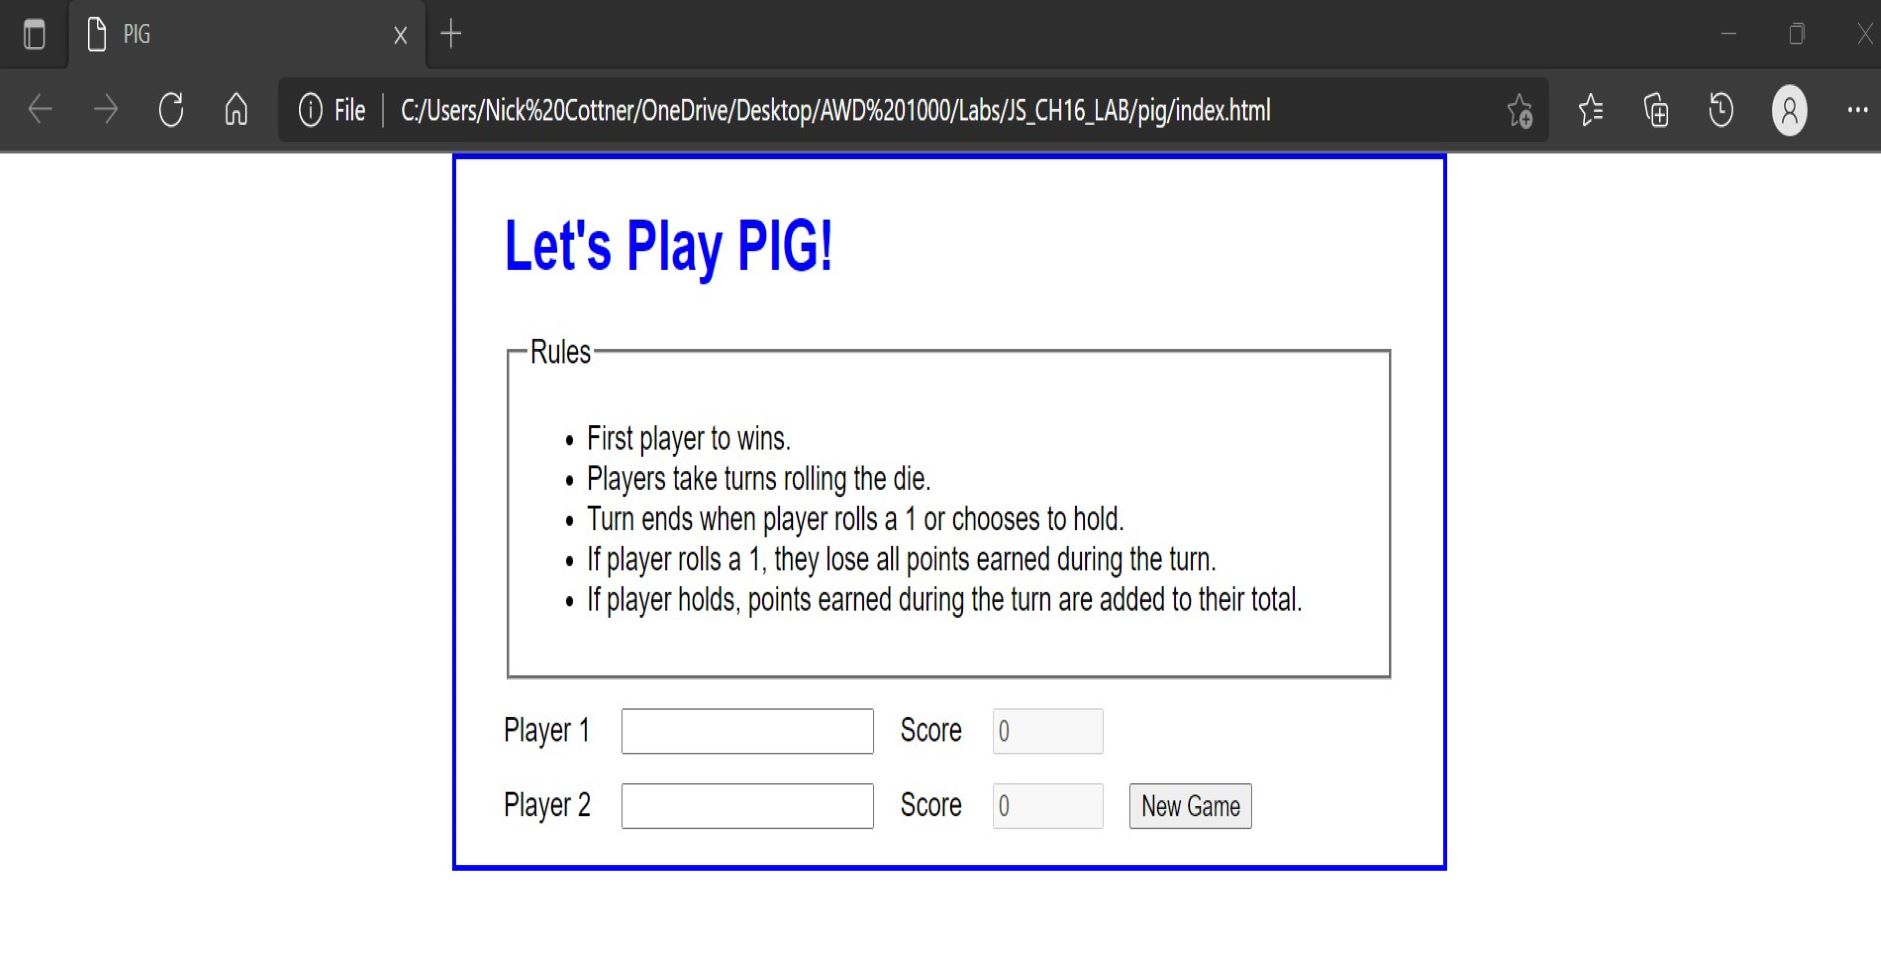 PIG
File C:/Users/Nick%20Cottner/OneDrive/Desktop/AWD%201000/Labs/JS_CH16_LAB/pig/index.html
Let's Play PIG!
Rules
First player to wins.
Players take turns rolling the die.
Turn ends when player rolls a 1 or chooses to hold.
If player rolls a 1, they lose all points earned during the turn.
If player holds, points earned during the turn are added to their total.
Player 1 Score 0
Player 2 Score 0 New Game